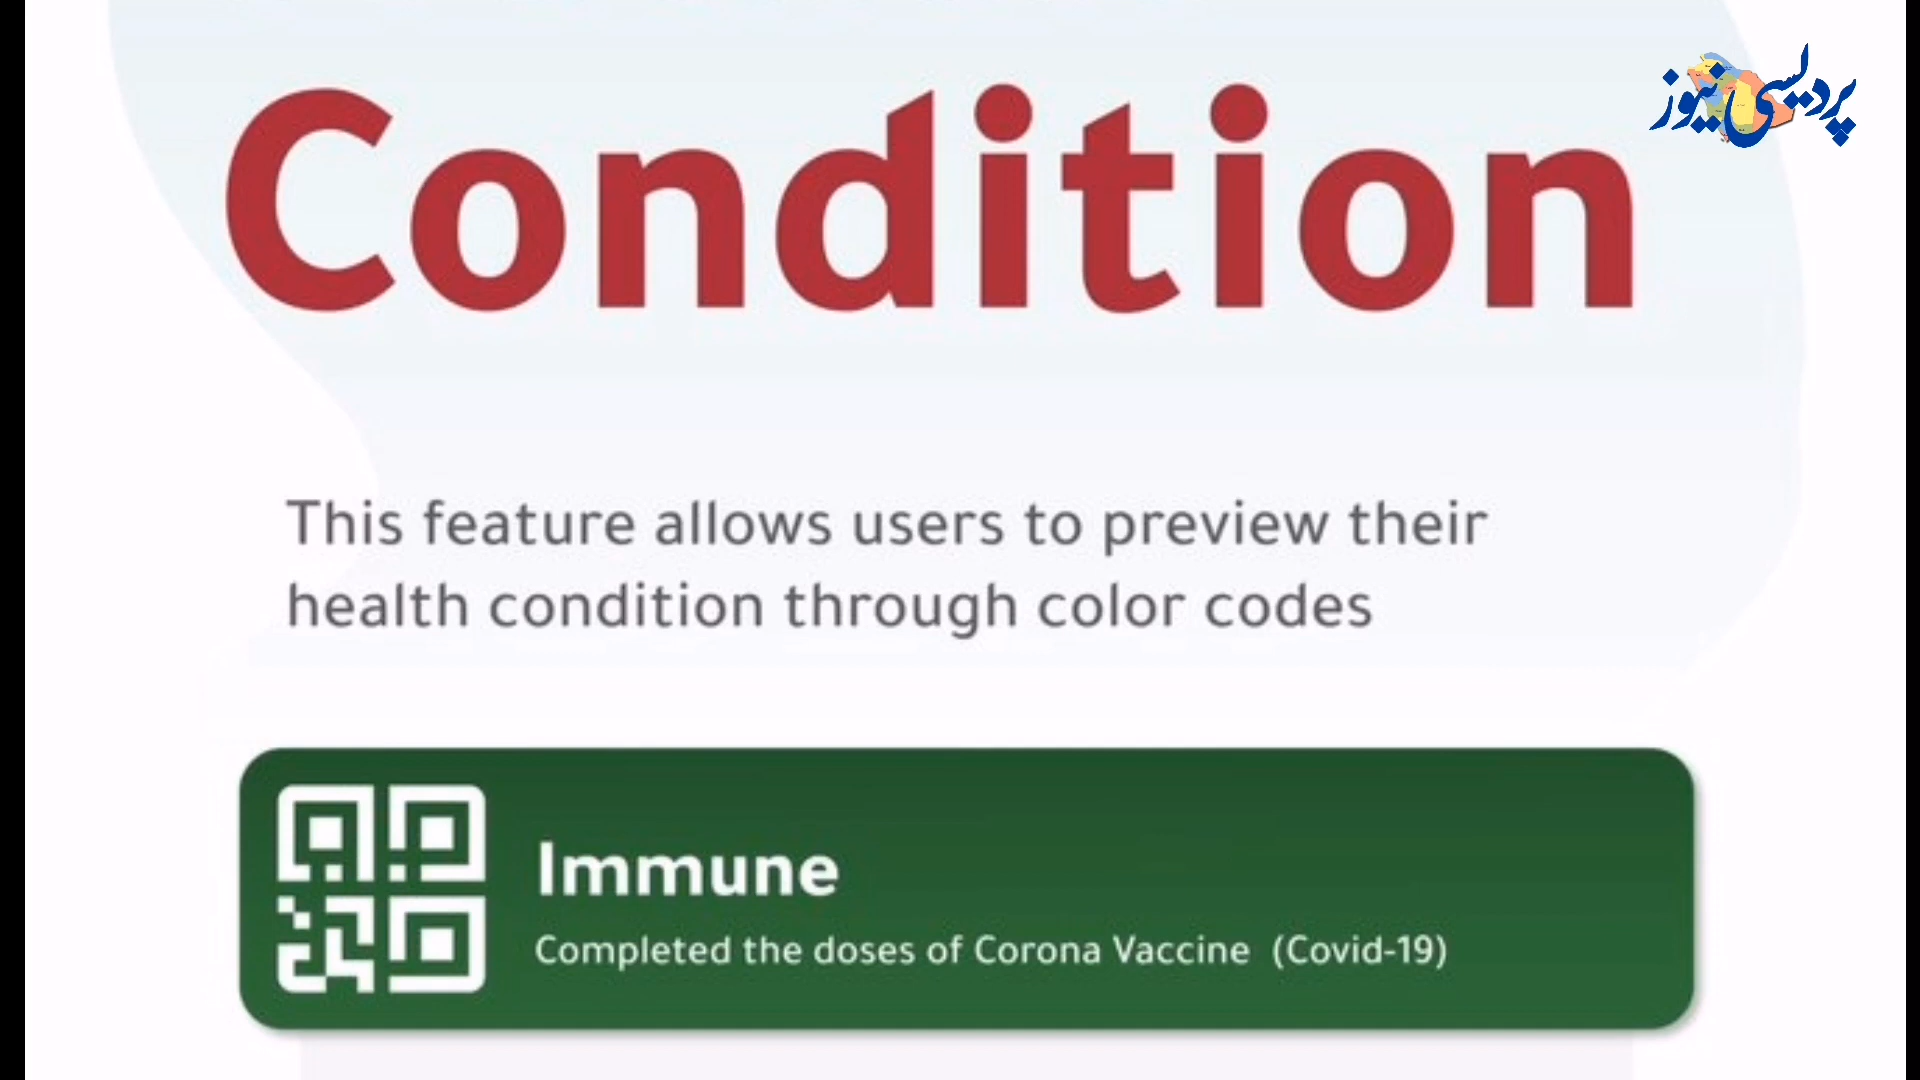 پردیسی نیوز
Condition
This feature allows users to preview their
health condition through color codes
Immune
Completed the doses of Corona Vaccine (Covid-19)